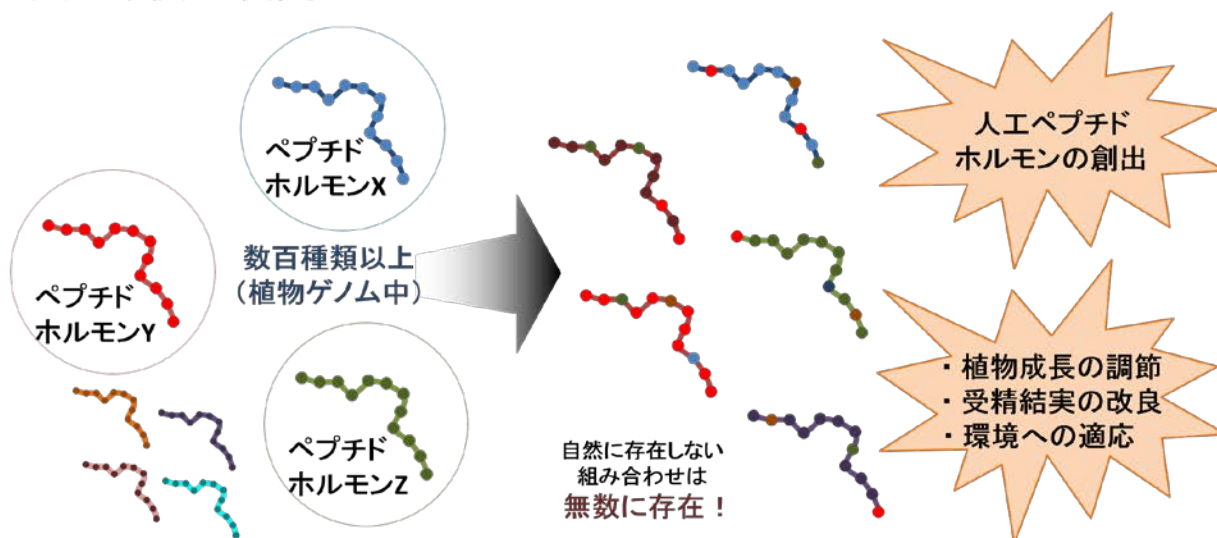 ペプチド
ホルモンX
ペプチド
ホルモンY
数百種類以上
(植物ゲノム中)
ペプチド
ホルモンZ
自然に存在しない
組み合わせは
無数に存在！
人工ペプチド
ホルモンの創出
・植物成長の調節
・受精結実の改良
・環境への適応